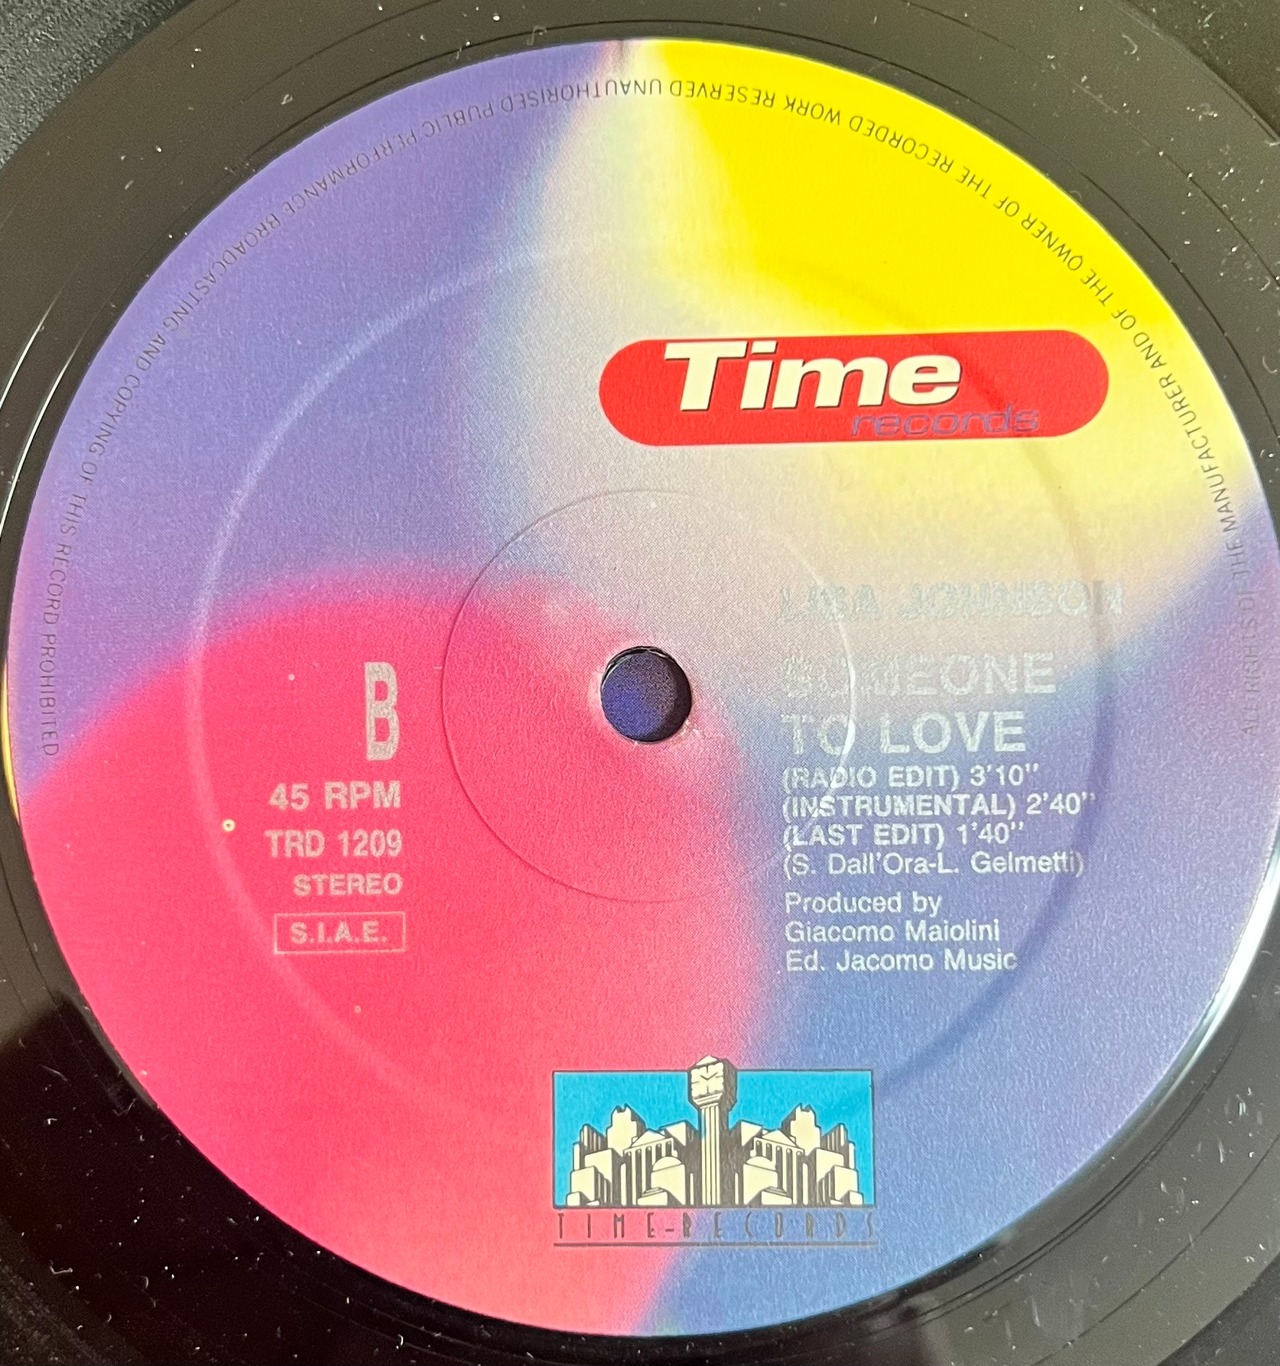 ALL RIGHTS OF THE MANUFACTURER AND OF THE OWNER OF THE RECORDED WORK RESERVED UNAUTHORISED PUBLIC PERFORMANCE BROADCASTING AND COPYING OF THIS RECORD PROHIBITED
Time
records
LISA JOHNSON
SOMEONE
TO LOVE
(RADIO EDIT) 3'10''
(INSTRUMENTAL) 2'40''
(LAST EDIT) 1'40''
(S. Dall'Ora-L. Gelmetti)
Produced by
Giacomo Maiolini
Ed. Jacomo Music
B
45 RPM
TRD 1209
STEREO
S.I.A.E.
TIME-RECORDS